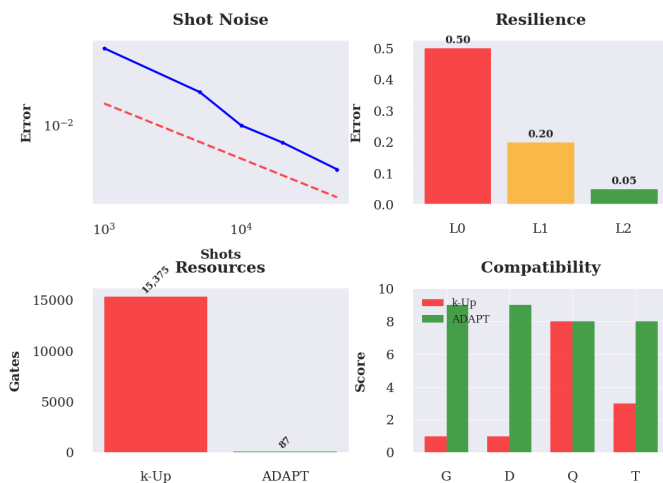 Shot Noise
Error
10⁻²
10³
10⁴
Shots
Resilience
Error
0.5
0.4
0.3
0.2
0.1
0.0
0.50
0.20
0.05
L0
L1
L2
Resources
Gates
15000
10000
5000
0
15,375
87
k-Up
ADAPT
Compatibility
Score
10
8
6
4
2
0
k-Up
ADAPT
G
D
Q
T